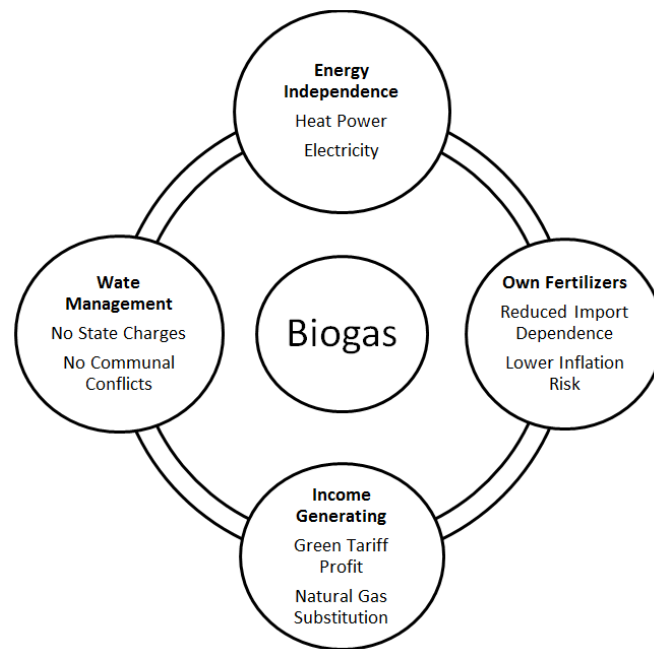 Energy
Independence
Heat Power
Electricity
Wate
Management
No State Charges
No Communal
Conflicts
Biogas
Own Fertilizers
Reduced Import
Dependence
Lower Inflation
Risk
Income
Generating
Green Tariff
Profit
Natural Gas
Substitution